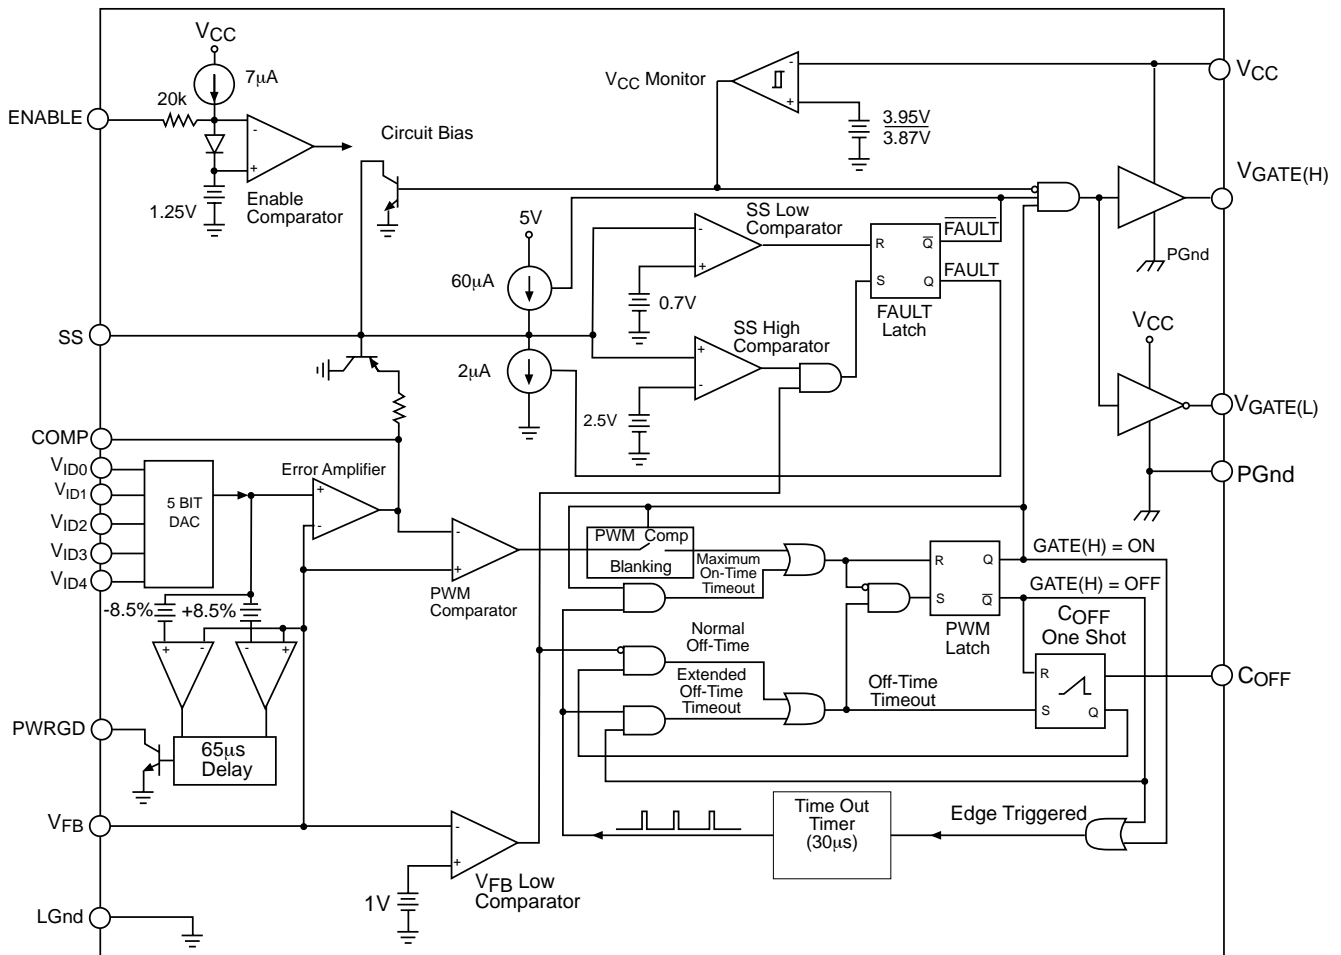 VCC
7μA
20k
ENABLE
-
+
1.25V
Enable
Comparator
Circuit Bias
VCC Monitor
-
+
3.95V
3.87V
VCC
VGATE(H)
PGnd
5V
60μA
2μA
SS
-
+
SS Low
Comparator
0.7V
R Q
S Q
FAULT
FAULT
FAULT
Latch
SS High
Comparator
+
-
2.5V
VCC
VGATE(L)
PGnd
COMP
VID0
VID1
VID2
VID3
VID4
5 BIT
DAC
Error Amplifier
+
-
-
+
PWM
Comparator
PWM Comp
Blanking
Maximum
On-Time
Timeout
R Q
S Q
PWM
Latch
GATE(H) = ON
GATE(H) = OFF
COFF
One Shot
R
S Q
COFF
-8.5% +8.5%
+ - - +
Normal
Off-Time
Extended
Off-Time
Timeout
Off-Time
Timeout
PWRGD
65μs
Delay
VFB
-
+
1V
VFB Low
Comparator
Time Out
Timer
(30μs)
Edge Triggered
LGnd